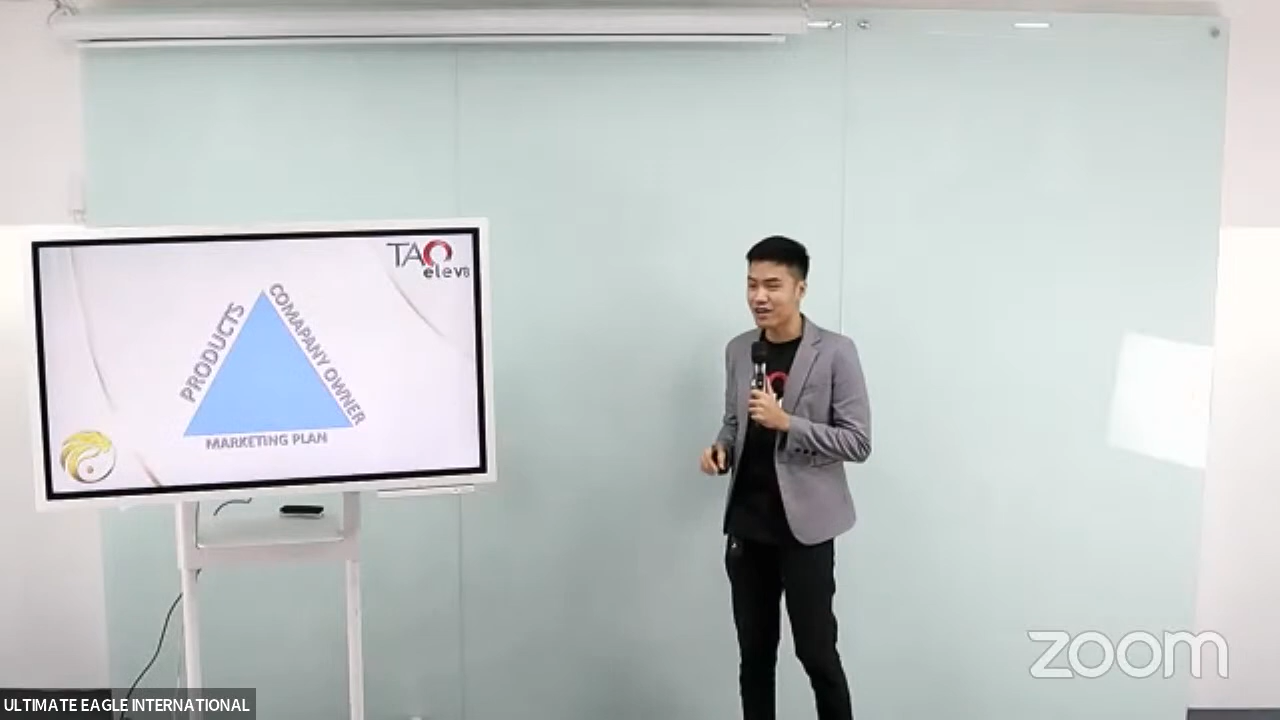 TAO
elev8
PRODUCTS
COMAPANY OWNER
MARKETING PLAN
zoom
ULTIMATE EAGLE INTERNATIONAL